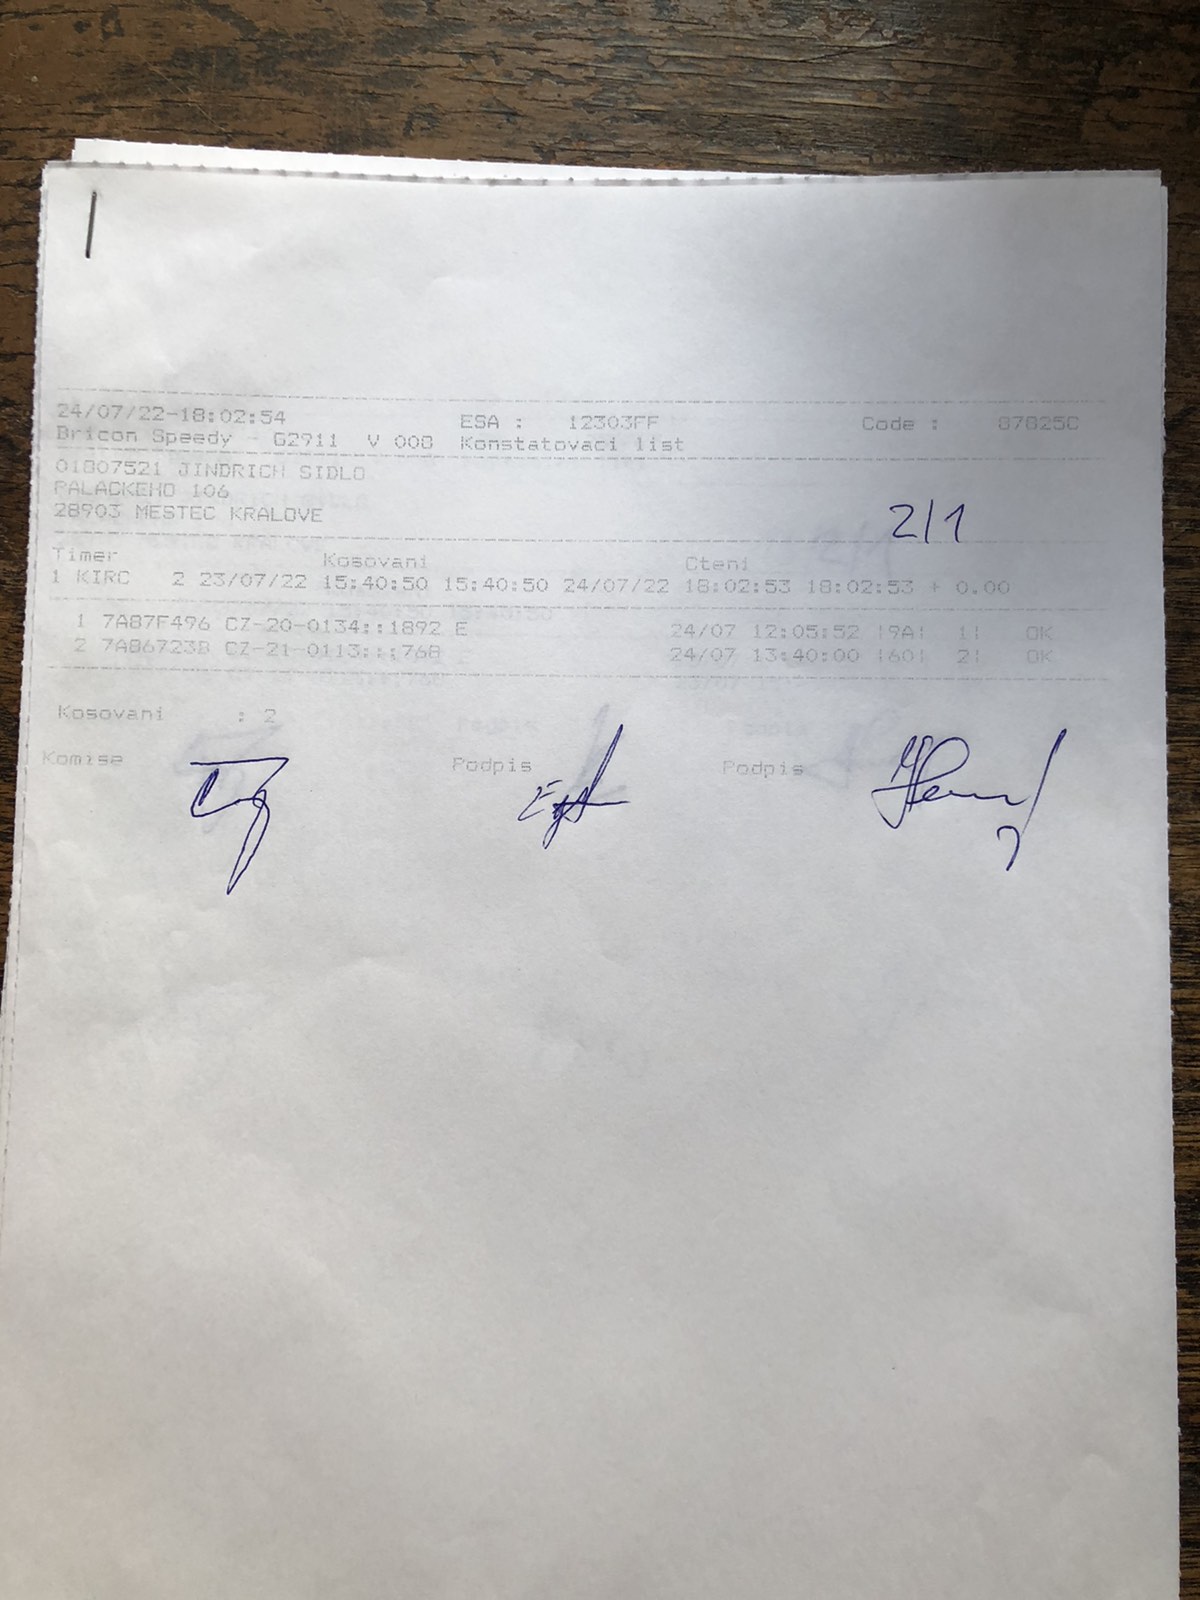 24/07/22-18:02:54 ESA : 12303FF Code : 87825C
Bricon Speedy - G2911 V 008 Konstatovaci list
01807521 JINDRICH SIDLO
PALACKEHO 106
28903 MESTEC KRALOVE
2/1
Timer Kosovani Cteni
1 KIRC 2 23/07/22 15:40:50 15:40:50 24/07/22 18:02:53 18:02:53 + 0.00
1 7A87F496 CZ-20-0134::1892 E 24/07 12:05:52 |9A| 1| OK
2 7A86723B CZ-21-0113:::768 24/07 13:40:00 |60| 2| OK
Kosovani : 2
Komise Podpis Podpis